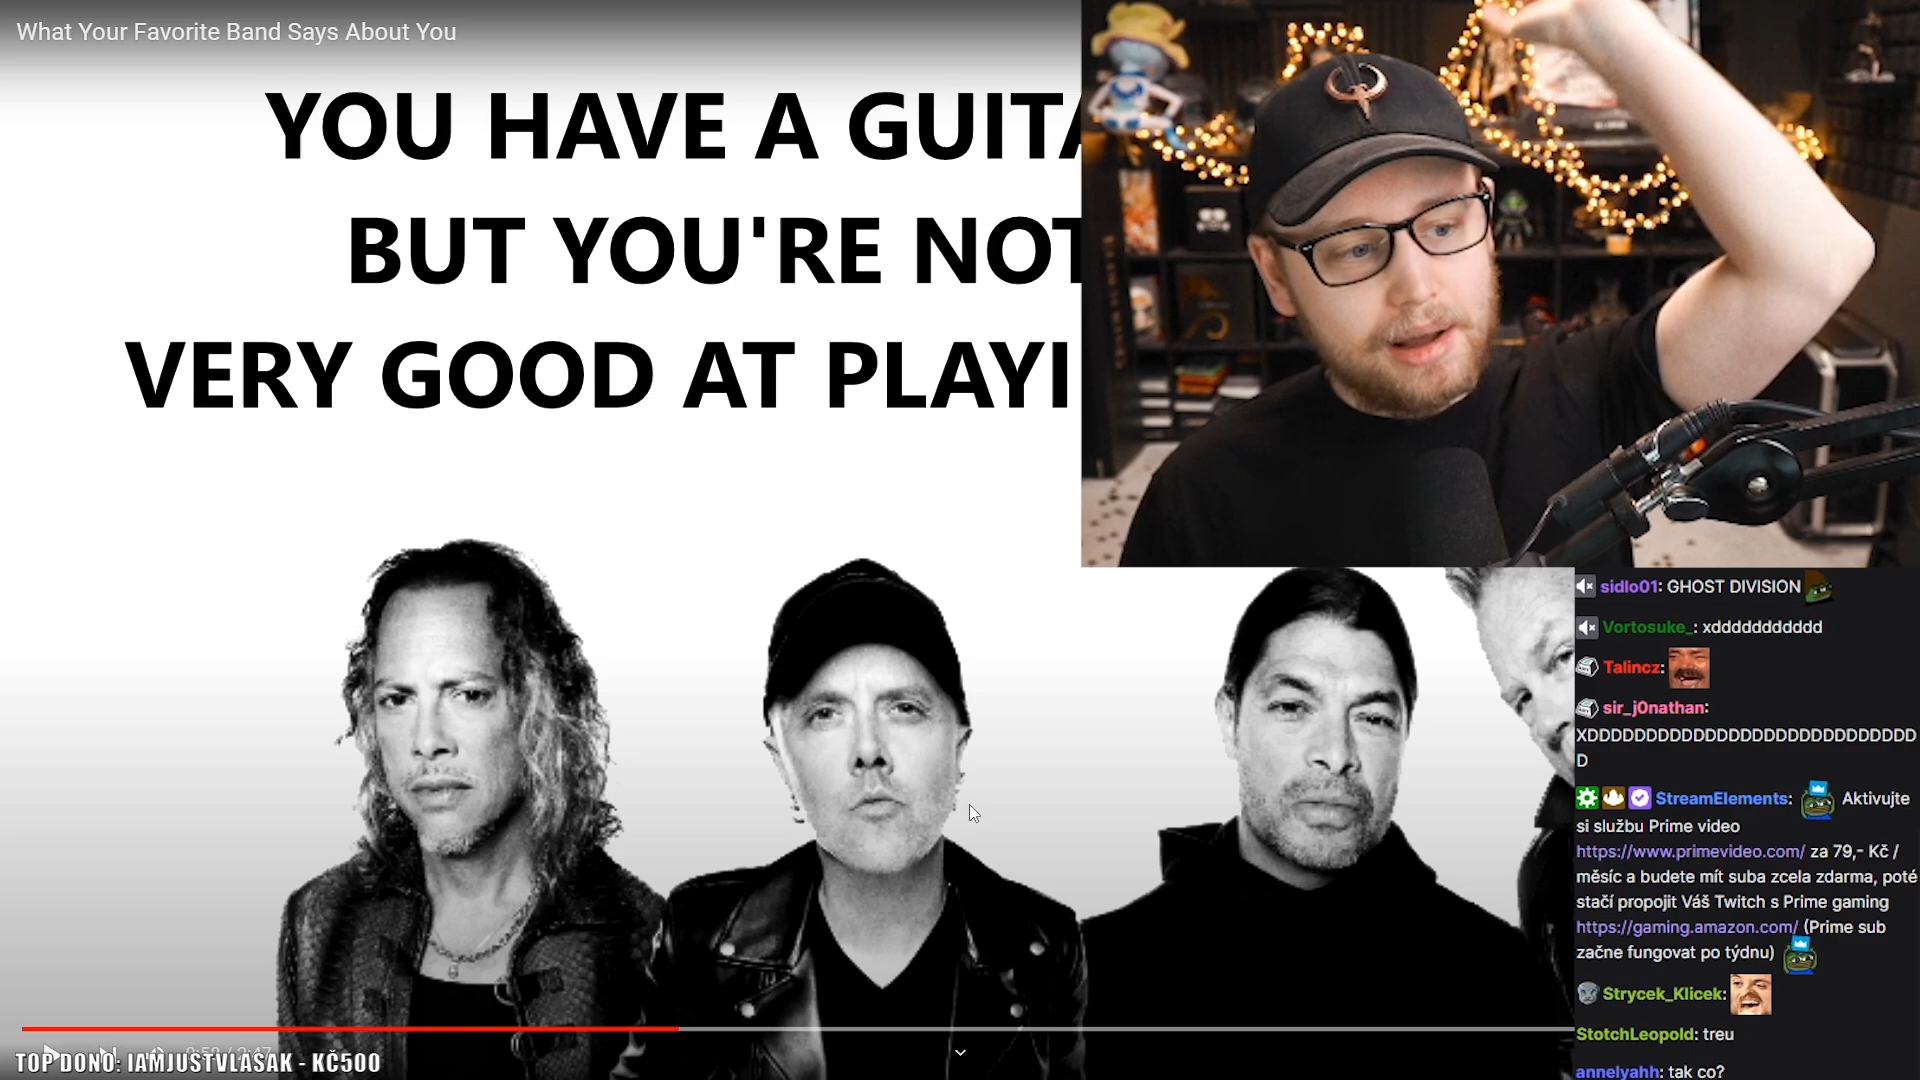 What Your Favorite Band Says About You
YOU HAVE A GUITA
BUT YOU'RE NOT
VERY GOOD AT PLAYI
sidlo01: GHOST DIVISION
Vortosuke_: xddddddddddd
Talincz:
sir_j0nathan:
XDDDDDDDDDDDDDDDDDDDDDDDDDDDD
D
StreamElements: Aktivujte
si službu Prime video
https://www.primevideo.com/ za 79,- Kč /
měsíc a budete mít suba zcela zdarma, poté
stačí propojit Váš Twitch s Prime gaming
https://gaming.amazon.com/ (Prime sub
začne fungovat po týdnu)
Strycek_Klicek:
StotchLeopold: treu
annelyahh: tak co?
TOP DONO: IAMJUSTVLASAK - KČ500